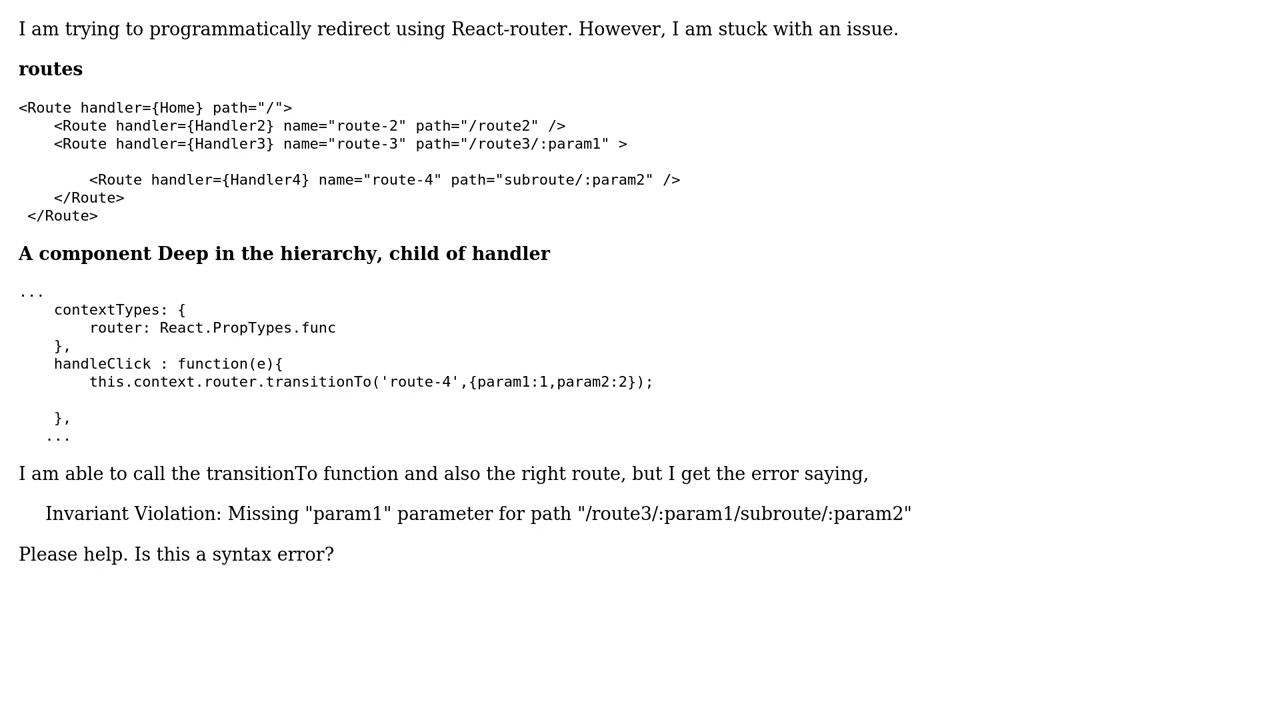 I am trying to programmatically redirect using React-router. However, I am stuck with an issue.
routes
<Route handler={Home} path="/">
    <Route handler={Handler2} name="route-2" path="/route2" />
    <Route handler={Handler3} name="route-3" path="/route3/:param1" >
        <Route handler={Handler4} name="route-4" path="subroute/:param2" />
    </Route>
 </Route>
A component Deep in the hierarchy, child of handler
...
    contextTypes: {
        router: React.PropTypes.func
    },
    handleClick : function(e){
        this.context.router.transitionTo('route-4',{param1:1,param2:2});
    },
   ...
I am able to call the transitionTo function and also the right route, but I get the error saying,
Invariant Violation: Missing "param1" parameter for path "/route3/:param1/subroute/:param2"
Please help. Is this a syntax error?